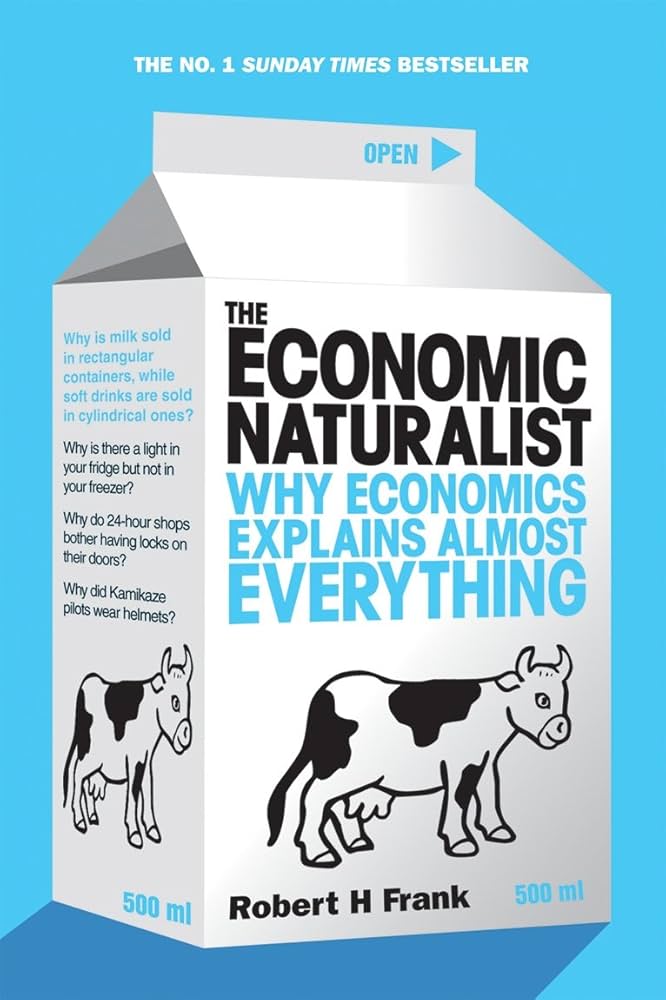 THE NO. 1 SUNDAY TIMES BESTSELLER
OPEN
Why is milk sold
in rectangular
containers, while
soft drinks are sold
in cylindrical ones?
Why is there a light in
your fridge but not in
your freezer?
Why do 24-hour shops
bother having locks on
their doors?
Why did Kamikaze
pilots wear helmets?
500 ml
THE
ECONOMIC
NATURALIST
WHY ECONOMICS
EXPLAINS ALMOST
EVERYTHING
Robert H Frank
500 ml